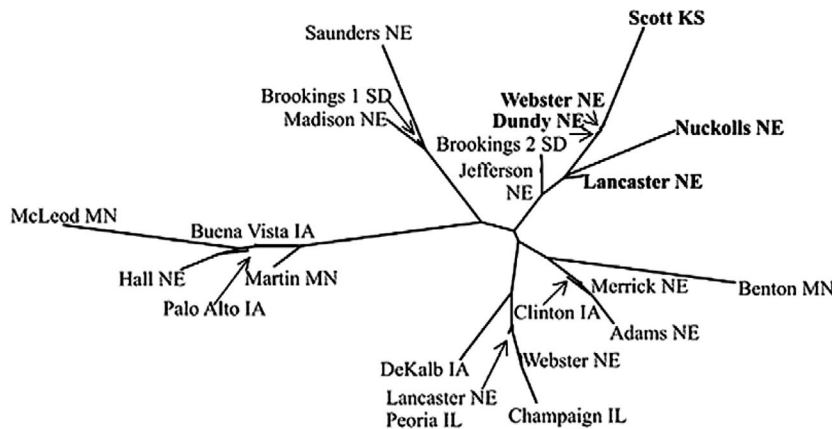 Scott KS
Saunders NE
Brookings 1 SD
Madison NE
Webster NE
Dundy NE
Brookings 2 SD
Nuckolls NE
Jefferson
NE
Lancaster NE
McLeod MN
Buena Vista IA
Hall NE
Martin MN
Palo Alto IA
Merrick NE
Benton MN
Clinton IA
Adams NE
DeKalb IA
Webster NE
Lancaster NE
Peoria IL
Champaign IL